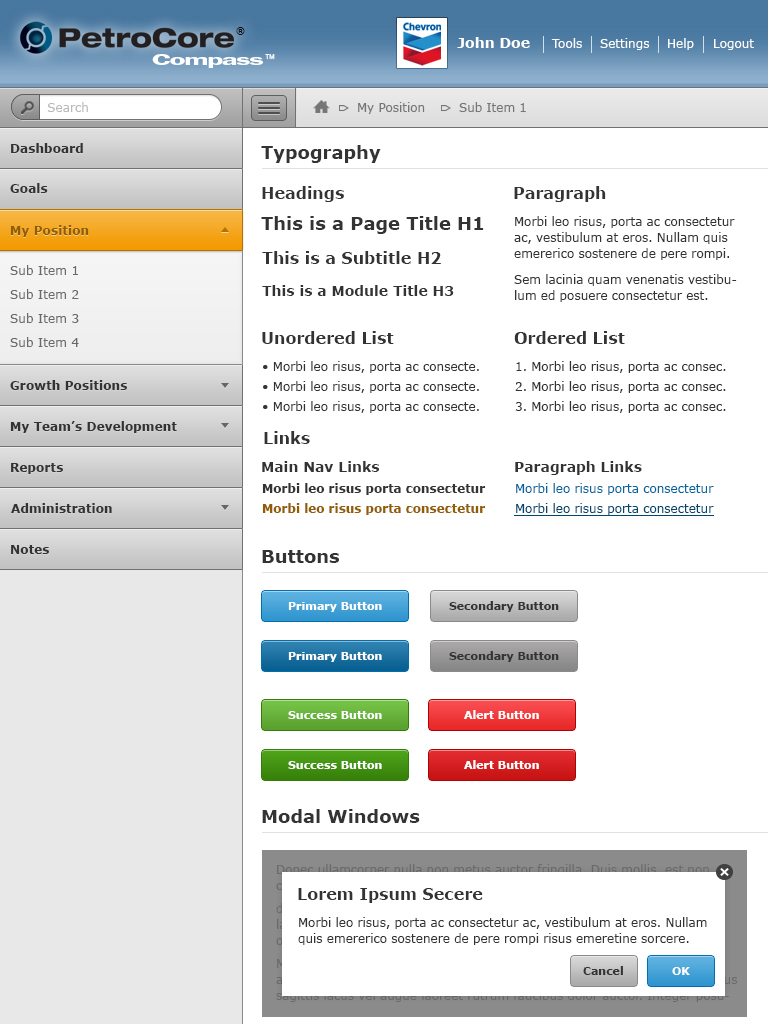 PetroCore®
Compass™
Chevron
John Doe
Tools
Settings
Help
Logout
Search
My Position
Sub Item 1
Dashboard
Goals
My Position
Sub Item 1
Sub Item 2
Sub Item 3
Sub Item 4
Growth Positions
My Team's Development
Reports
Administration
Notes
Typography
Headings
This is a Page Title H1
This is a Subtitle H2
This is a Module Title H3
Paragraph
Morbi leo risus, porta ac consectetur
ac, vestibulum at eros. Nullam quis
emererico sostenere de pere rompi.
Sem lacinia quam venenatis vestibu-
lum ed posuere consectetur est.
Unordered List
• Morbi leo risus, porta ac consecte.
• Morbi leo risus, porta ac consecte.
• Morbi leo risus, porta ac consecte.
Ordered List
1. Morbi leo risus, porta ac consec.
2. Morbi leo risus, porta ac consec.
3. Morbi leo risus, porta ac consec.
Links
Main Nav Links
Morbi leo risus porta consectetur
Morbi leo risus porta consectetur
Paragraph Links
Morbi leo risus porta consectetur
Morbi leo risus porta consectetur
Buttons
Primary Button
Secondary Button
Primary Button
Secondary Button
Success Button
Alert Button
Success Button
Alert Button
Modal Windows
Donec ullamcorper nulla non metus auctor fringilla. Duis mollis, est non
Lorem Ipsum Secere
Morbi leo risus, porta ac consectetur ac, vestibulum at eros. Nullam
quis emererico sostenere de pere rompi risus emeretine sorcere.
Cancel
OK
sagittis lacus vel augue laoreet rutrum faucibus dolor auctor. Integer posu-